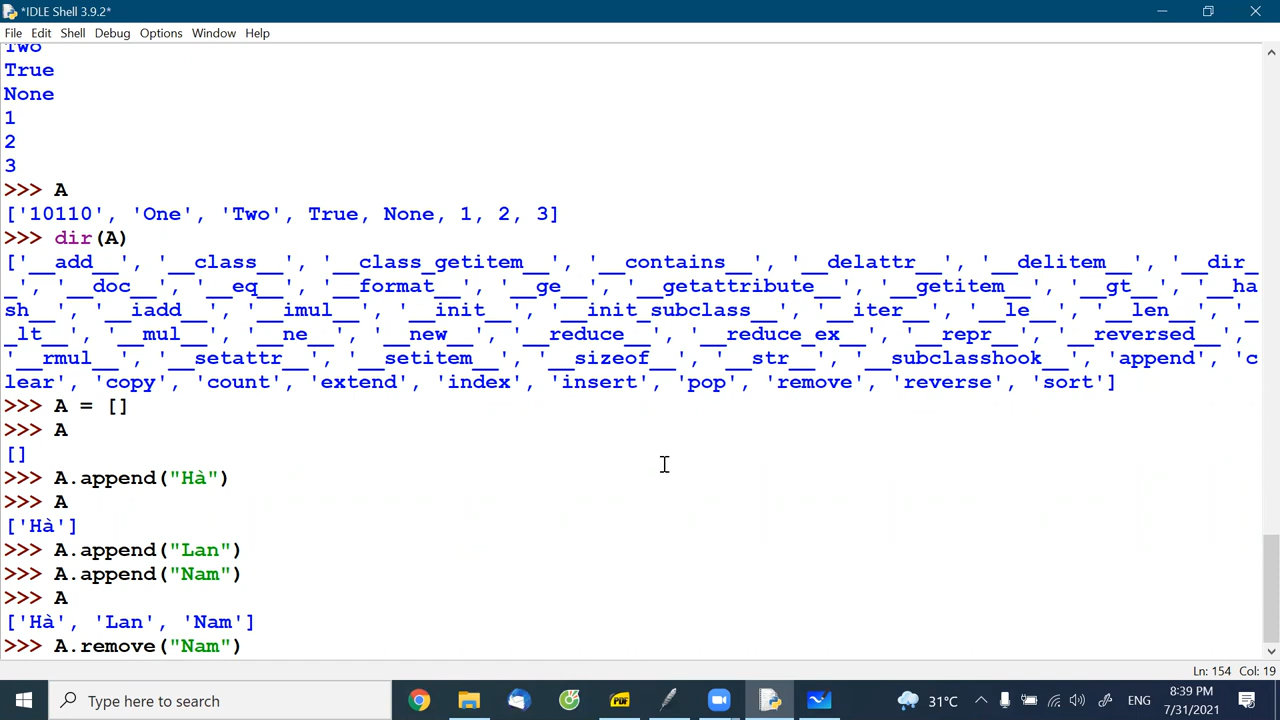 *IDLE Shell 3.9.2*
File Edit Shell Debug Options Window Help
Two
True
None
1
2
3
>>> A
['10110', 'One', 'Two', True, None, 1, 2, 3]
>>> dir(A)
['__add__', '__class__', '__class_getitem__', '__contains__', '__delattr__', '__delitem__', '__dir_
_', '__doc__', '__eq__', '__format__', '__ge__', '__getattribute__', '__getitem__', '__gt__', '__ha
sh__', '__iadd__', '__imul__', '__init__', '__init_subclass__', '__iter__', '__le__', '__len__', '_
_lt__', '__mul__', '__ne__', '__new__', '__reduce__', '__reduce_ex__', '__repr__', '__reversed__',
'__rmul__', '__setattr__', '__setitem__', '__sizeof__', '__str__', '__subclasshook__', 'append', 'c
lear', 'copy', 'count', 'extend', 'index', 'insert', 'pop', 'remove', 'reverse', 'sort']
>>> A = []
>>> A
[]
>>> A.append("Hà")
>>> A
['Hà']
>>> A.append("Lan")
>>> A.append("Nam")
>>> A
['Hà', 'Lan', 'Nam']
>>> A.remove("Nam")
Ln: 154 Col: 19
Type here to search
PDF
31°C
ENG
8:39 PM
7/31/2021